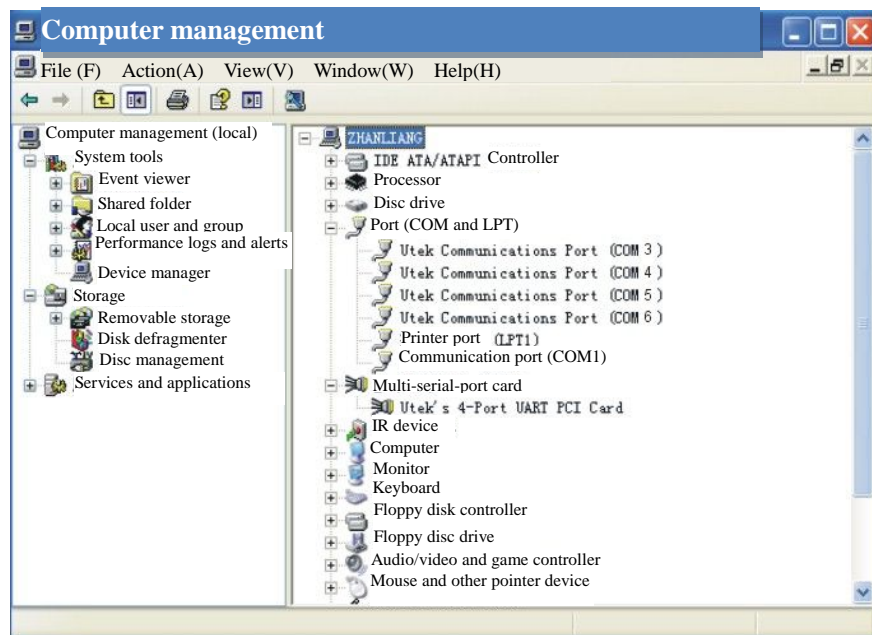 Computer management
File (F) Action(A) View(V) Window(W) Help(H)
Computer management (local)
System tools
Event viewer
Shared folder
Local user and group
Performance logs and alerts
Device manager
Storage
Removable storage
Disk defragmenter
Disc management
Services and applications
ZHANLIANG
IDE ATA/ATAPI Controller
Processor
Disc drive
Port (COM and LPT)
Utek Communications Port (COM 3)
Utek Communications Port (COM 4)
Utek Communications Port (COM 5)
Utek Communications Port (COM 6)
Printer port (LPT1)
Communication port (COM1)
Multi-serial-port card
Utek's 4-Port UART PCI Card
IR device
Computer
Monitor
Keyboard
Floppy disk controller
Floppy disc drive
Audio/video and game controller
Mouse and other pointer device